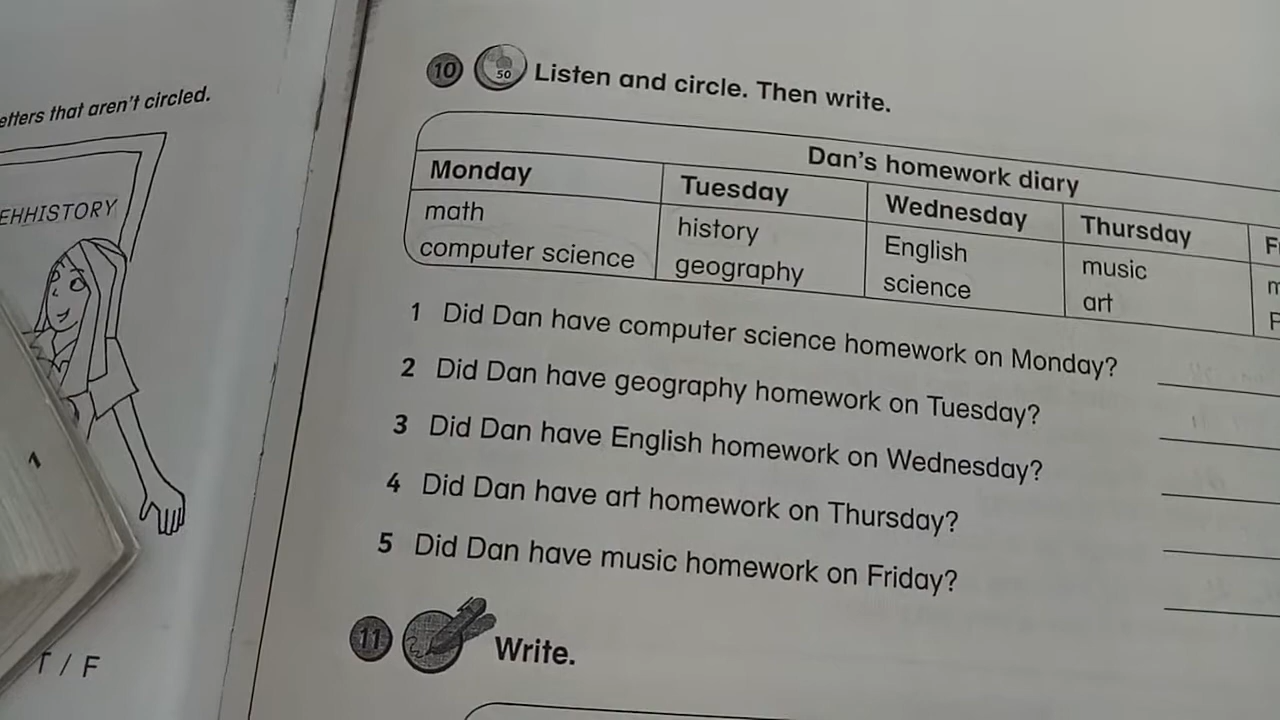 etters that aren't circled.
EHHISTORY
T / F
10 50 Listen and circle. Then write.
Dan's homework diary
Monday Tuesday Wednesday Thursday
math history English music
computer science geography science art
1 Did Dan have computer science homework on Monday?
2 Did Dan have geography homework on Tuesday?
3 Did Dan have English homework on Wednesday?
4 Did Dan have art homework on Thursday?
5 Did Dan have music homework on Friday?
11 Write.